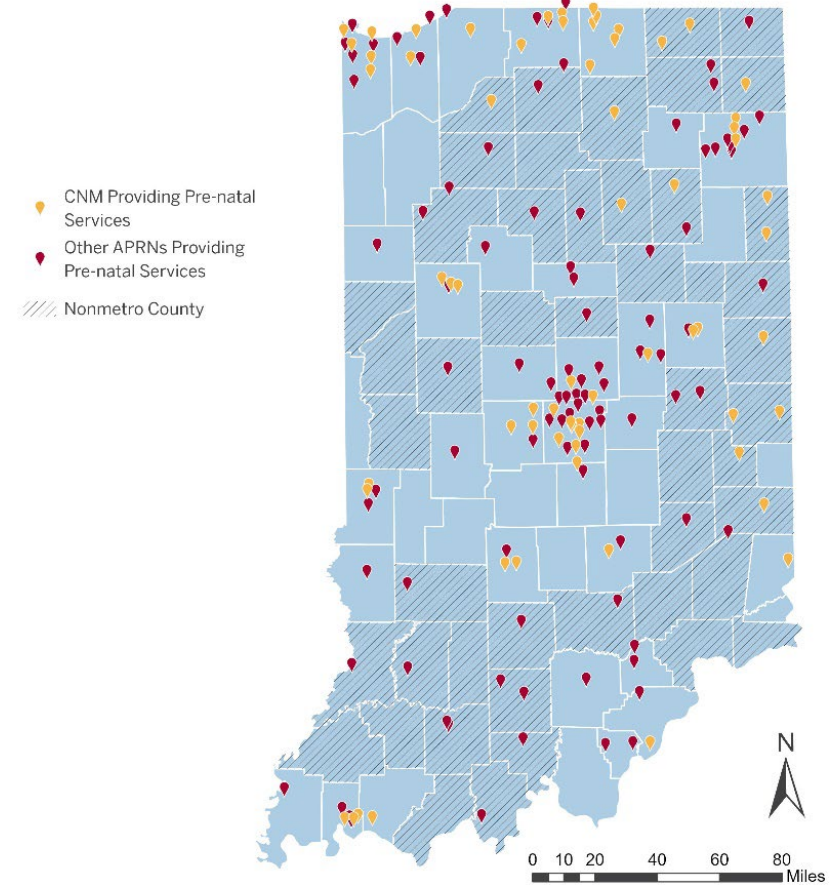 CNM Providing Pre-natal
Services
Other APRNs Providing
Pre-natal Services
Nonmetro County
N
0 10 20 40 60 80
Miles